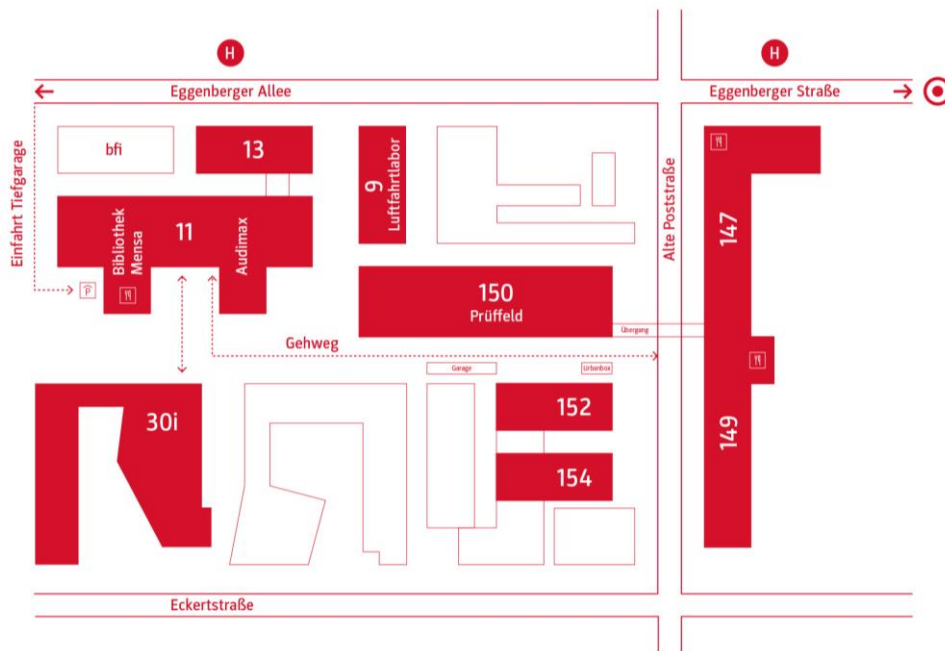 H
H
Eggenberger Allee
Eggenberger Straße
Einfahrt Tiefgarage
bfi
13
9
Luftfahrtlabor
Alte Poststraße
147
11
Bibliothek
Mensa
Audimax
P
150
Prüffeld
Übergang
Gehweg
Garage
Urbanbox
30i
152
154
149
Eckertstraße